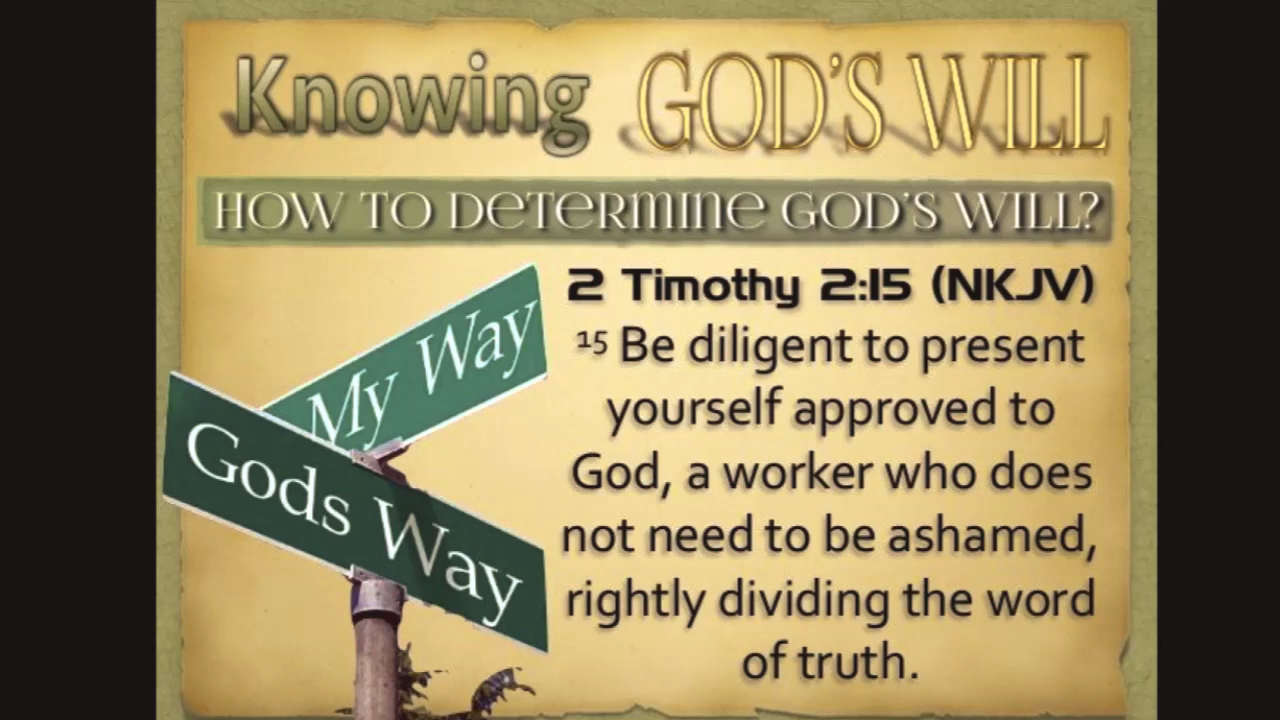 Knowing GOD'S WILL
HOW TO DETERMINE GOD'S WILL?
My Way
Gods Way
2 Timothy 2:15 (NKJV)
15 Be diligent to present
yourself approved to
God, a worker who does
not need to be ashamed,
rightly dividing the word
of truth.